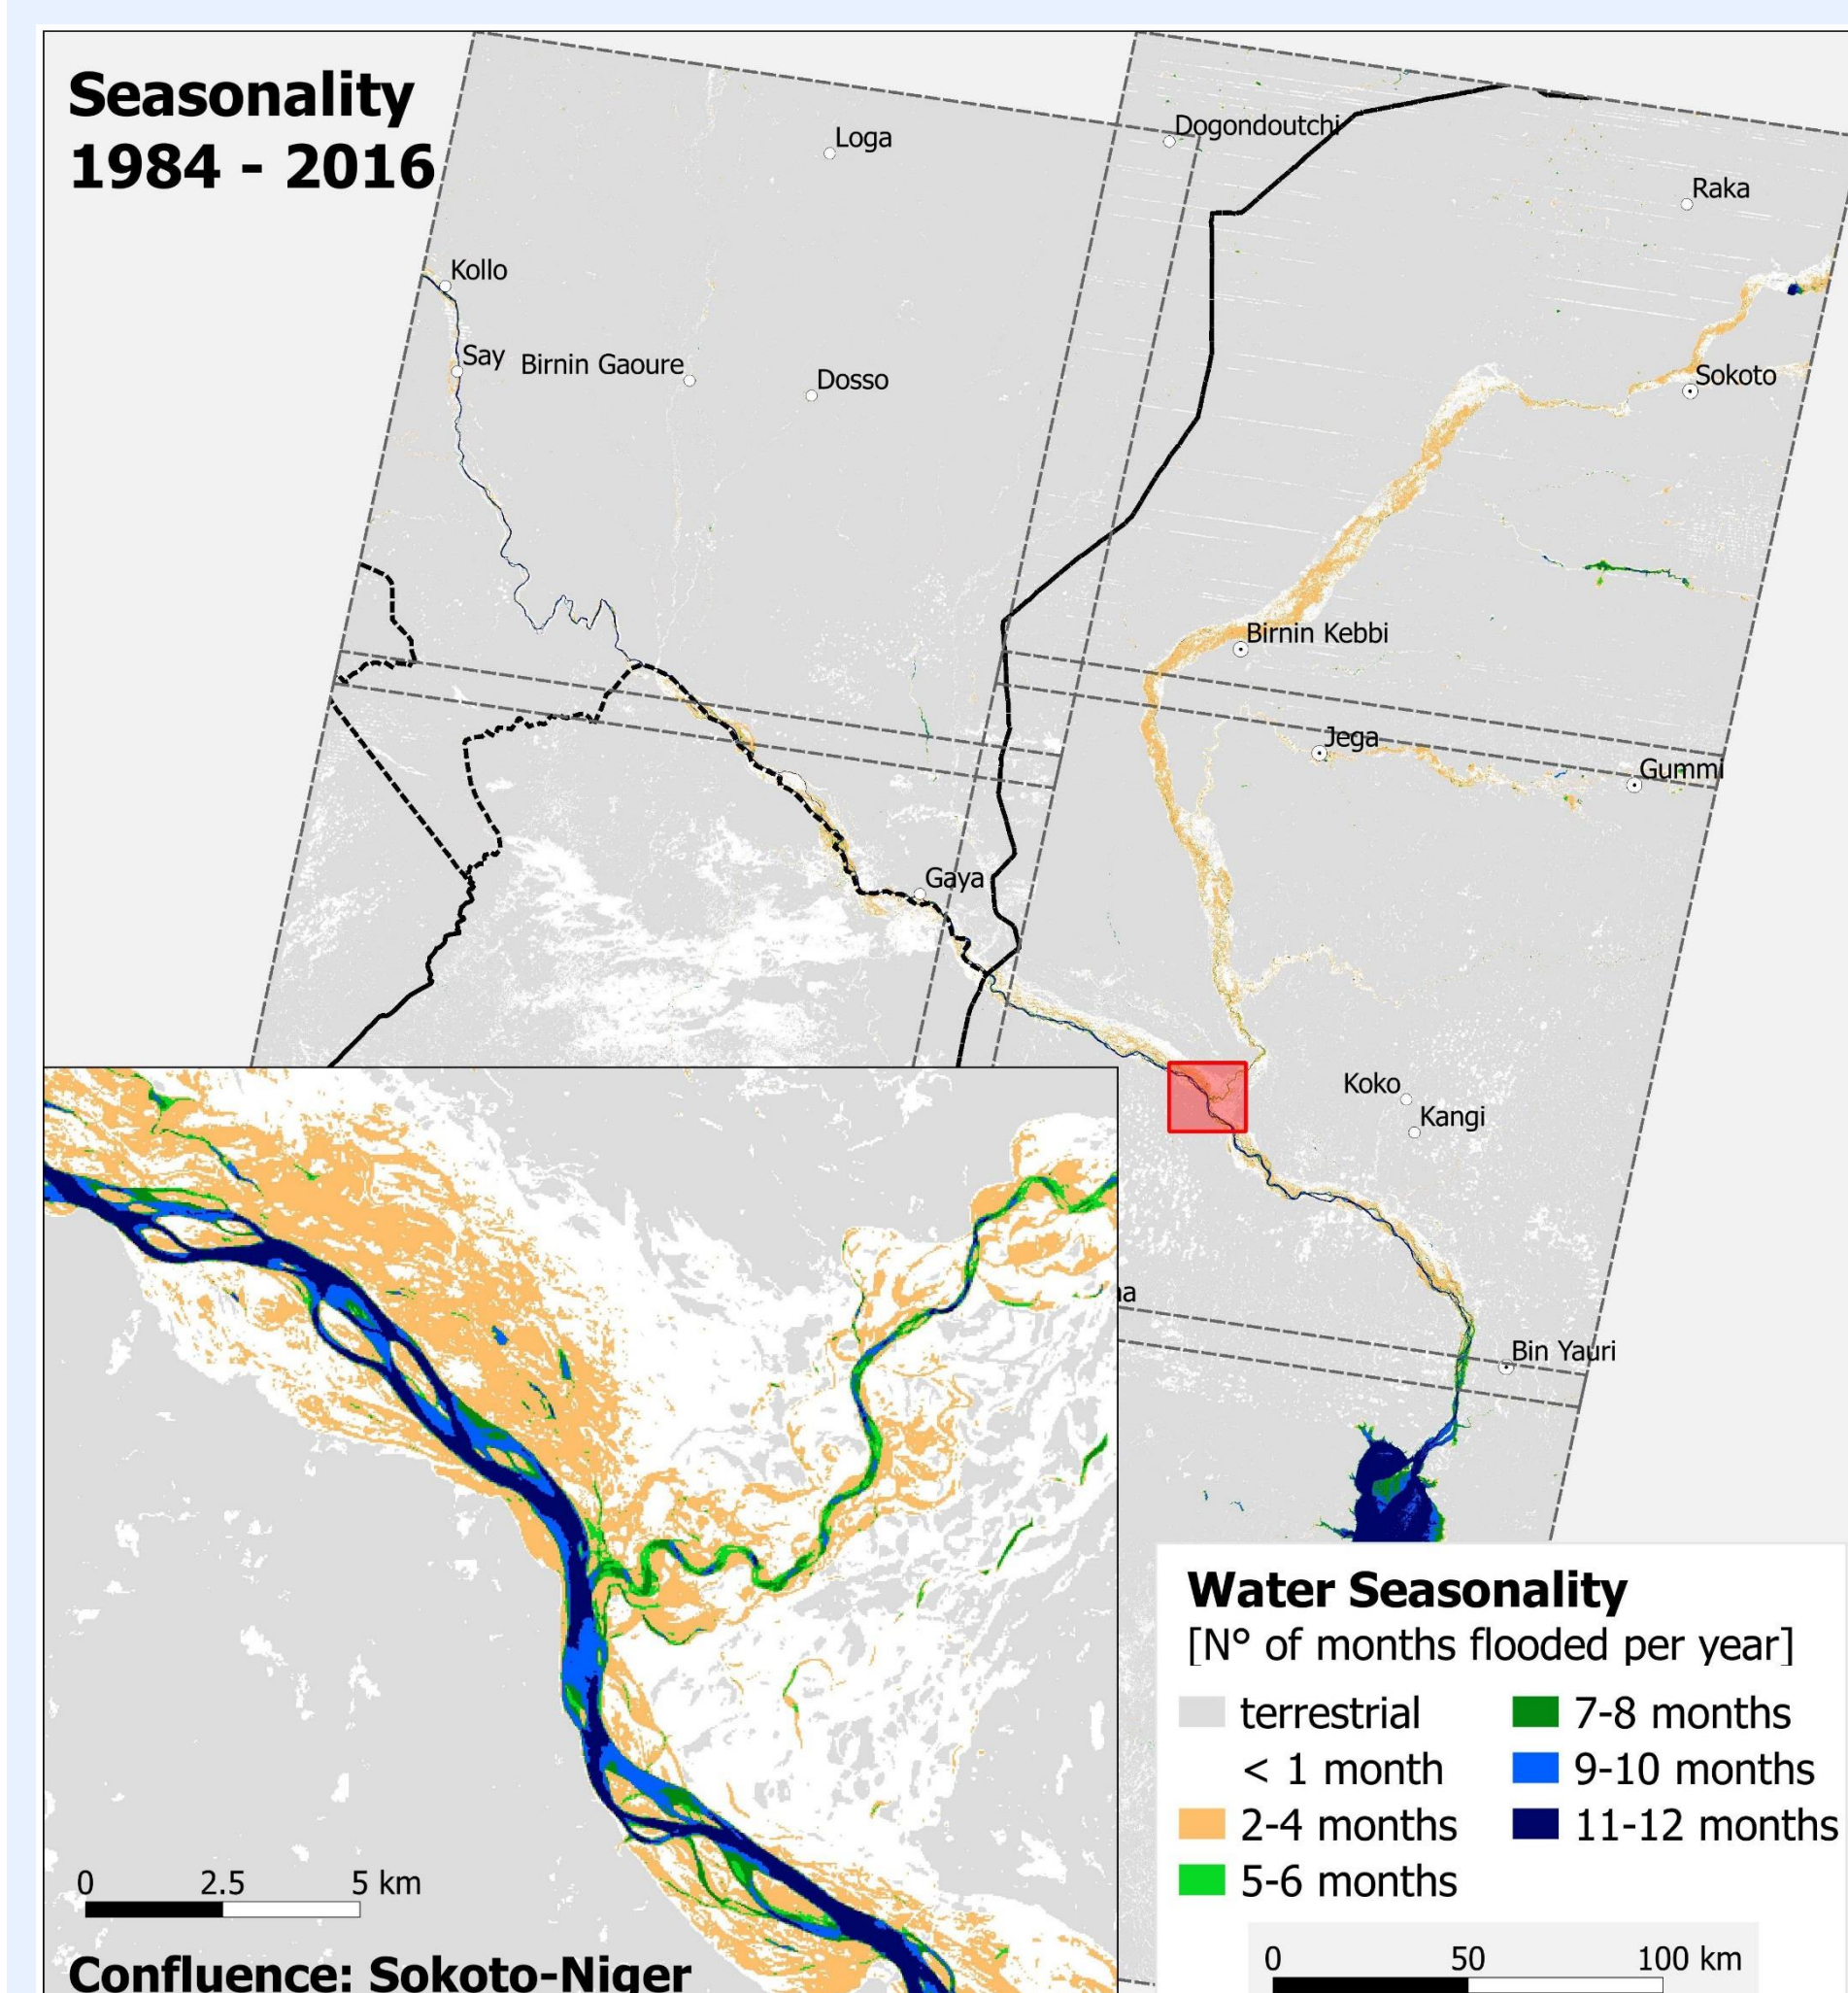 Seasonality
1984 - 2016
Loga
Dogondoutchi
Raka
Kollo
Say
Birnin Gaoure
Dosso
Sokoto
Birnin Kebbi
Jega
Gummi
Gaya
Koko
Kangi
Bin Yauri
Water Seasonality
[N° of months flooded per year]
terrestrial
< 1 month
2-4 months
5-6 months
7-8 months
9-10 months
11-12 months
0 50 100 km
0 2.5 5 km
Confluence: Sokoto-Niger